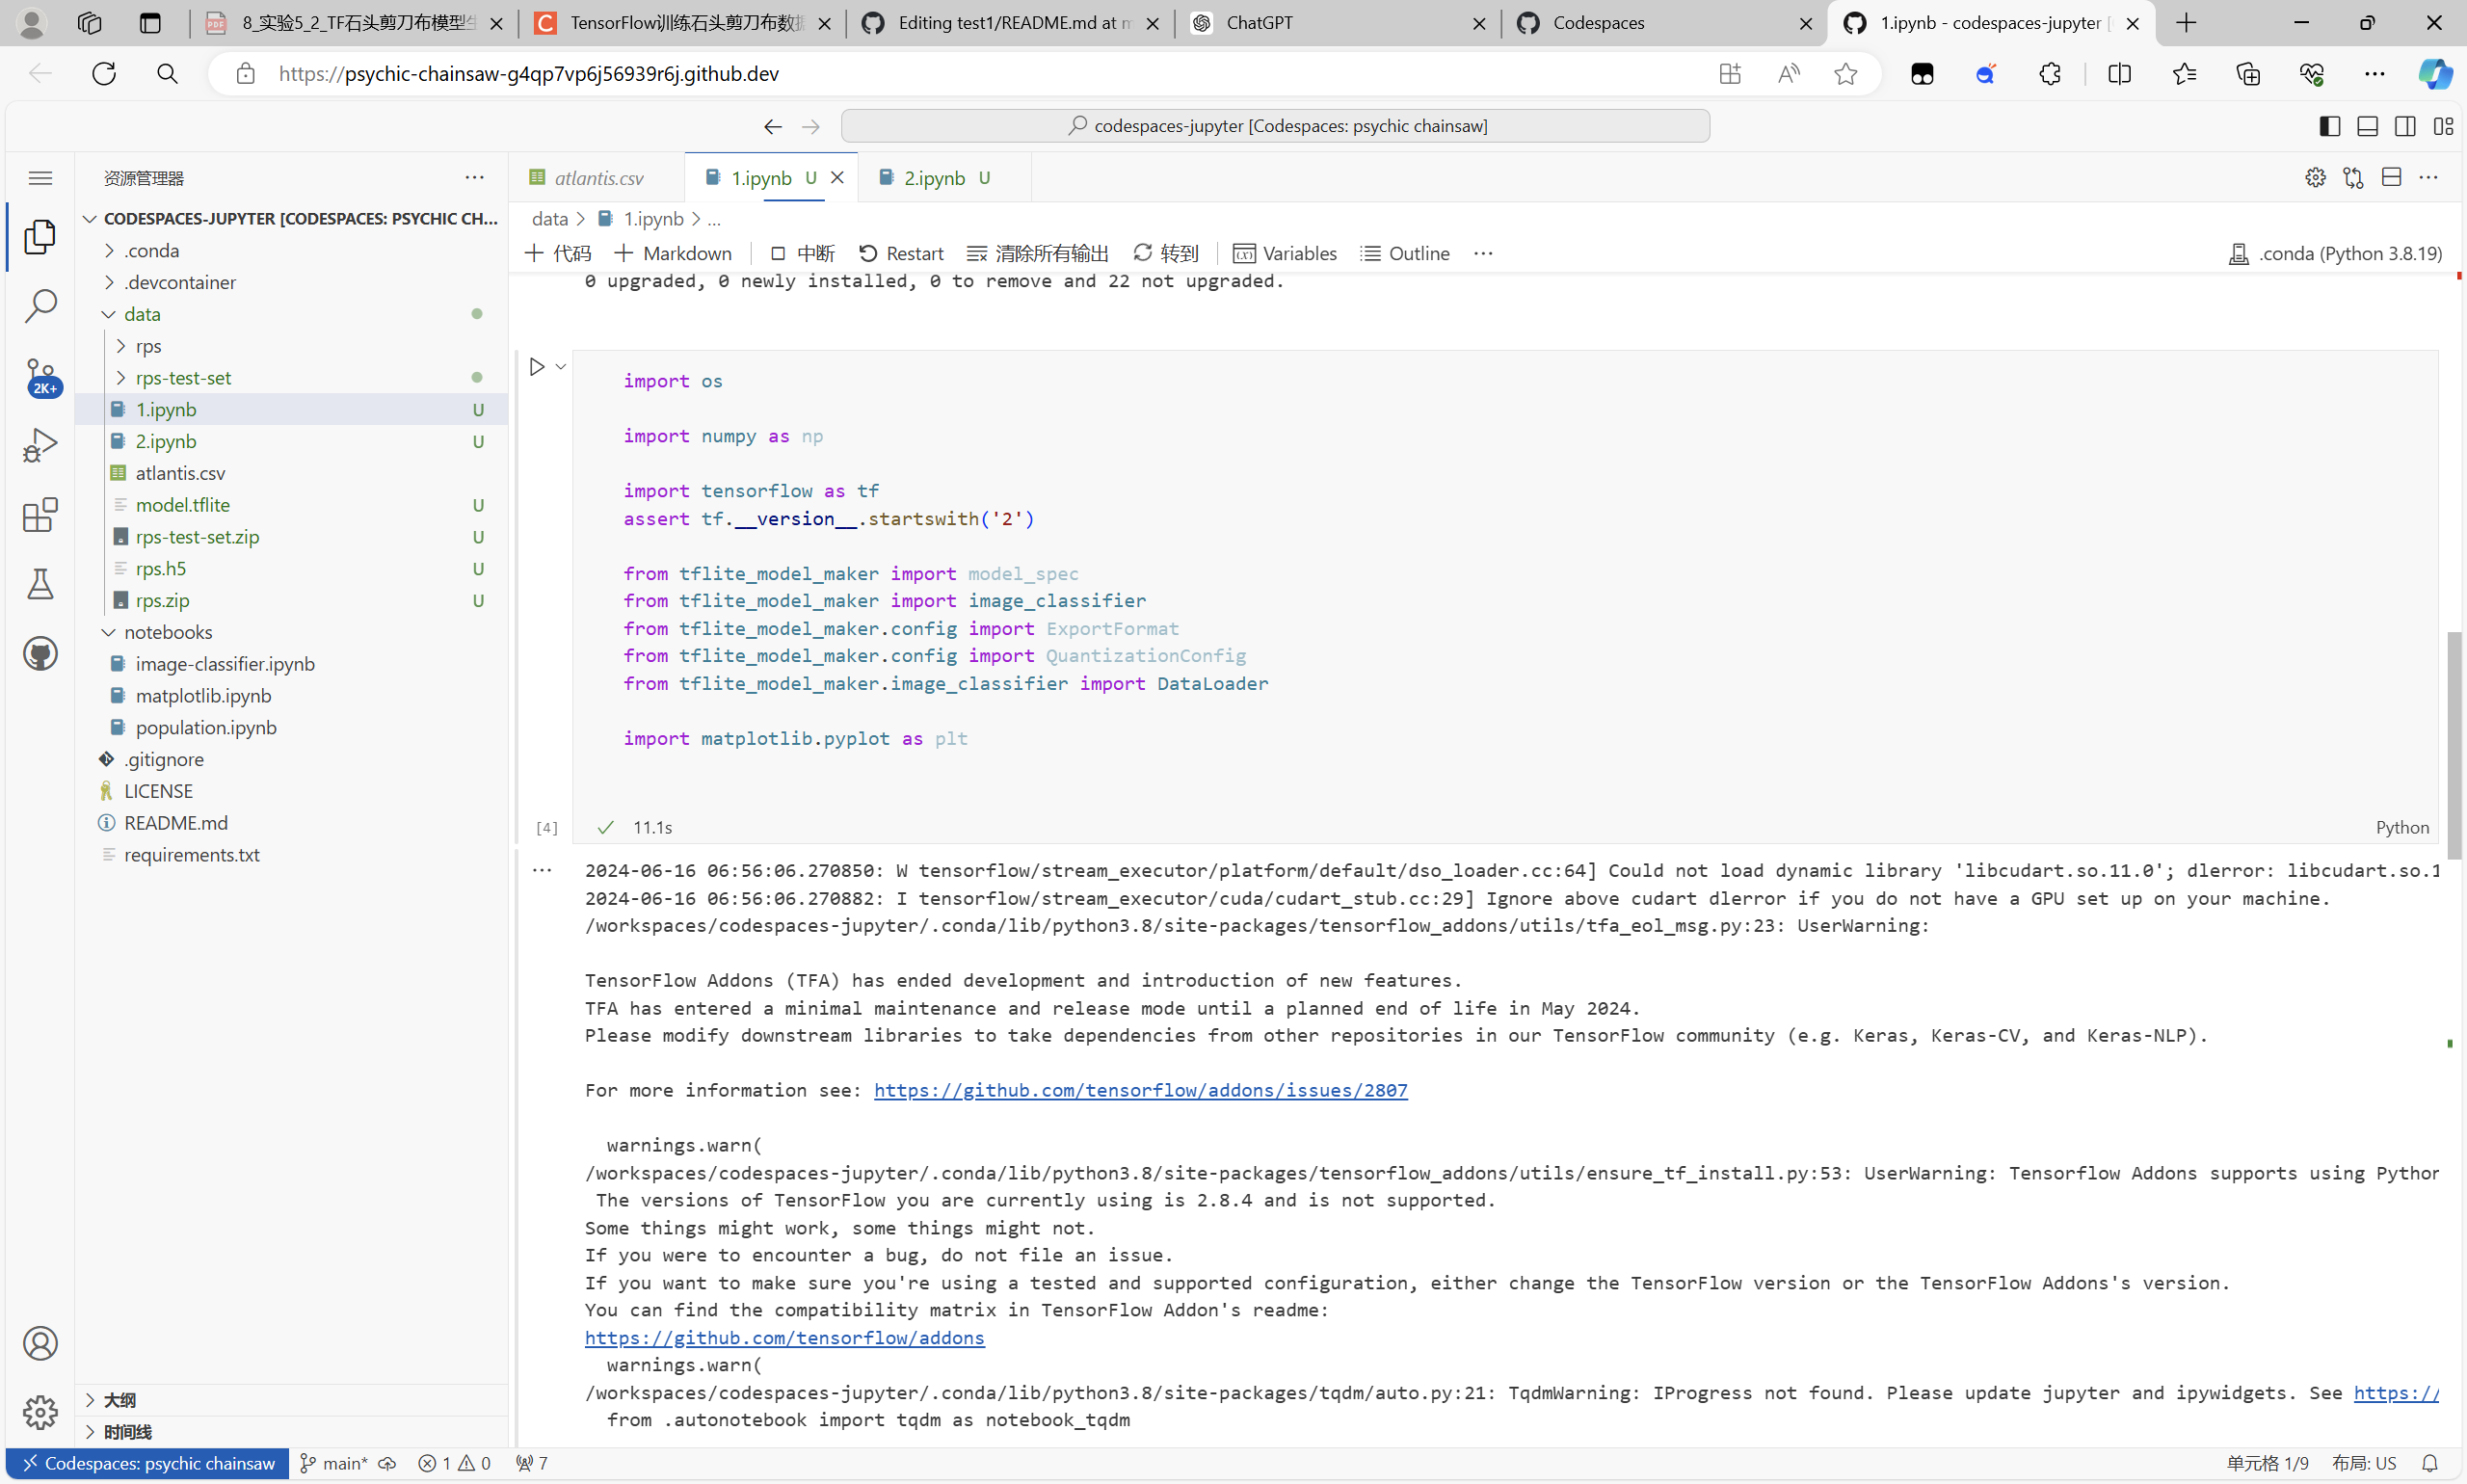 8_实验5_2_TF石头剪刀布模型生
TensorFlow训练石头剪刀布数据
Editing test1/README.md at m
ChatGPT
Codespaces
1.ipynb - codespaces-jupyter [
https://psychic-chainsaw-g4qp7vp6j56939r6j.github.dev
codespaces-jupyter [Codespaces: psychic chainsaw]
资源管理器
CODESPACES-JUPYTER [CODESPACES: PSYCHIC CH...
.conda
.devcontainer
data
rps
rps-test-set
1.ipynb U
2.ipynb U
atlantis.csv
model.tflite U
rps-test-set.zip U
rps.h5 U
rps.zip U
notebooks
image-classifier.ipynb
matplotlib.ipynb
population.ipynb
.gitignore
LICENSE
README.md
requirements.txt
大纲
时间线
2K+
atlantis.csv
1.ipynb U
2.ipynb U
data > 1.ipynb > ...
代码 Markdown 中断 Restart 清除所有输出 转到 Variables Outline ...
.conda (Python 3.8.19)
0 upgraded, 0 newly installed, 0 to remove and 22 not upgraded.
import os
import numpy as np
import tensorflow as tf
assert tf.__version__.startswith('2')
from tflite_model_maker import model_spec
from tflite_model_maker import image_classifier
from tflite_model_maker.config import ExportFormat
from tflite_model_maker.config import QuantizationConfig
from tflite_model_maker.image_classifier import DataLoader
import matplotlib.pyplot as plt
[4] 11.1s Python
2024-06-16 06:56:06.270850: W tensorflow/stream_executor/platform/default/dso_loader.cc:64] Could not load dynamic library 'libcudart.so.11.0'; dlerror: libcudart.so.1
2024-06-16 06:56:06.270882: I tensorflow/stream_executor/cuda/cudart_stub.cc:29] Ignore above cudart dlerror if you do not have a GPU set up on your machine.
/workspaces/codespaces-jupyter/.conda/lib/python3.8/site-packages/tensorflow_addons/utils/tfa_eol_msg.py:23: UserWarning:
TensorFlow Addons (TFA) has ended development and introduction of new features.
TFA has entered a minimal maintenance and release mode until a planned end of life in May 2024.
Please modify downstream libraries to take dependencies from other repositories in our TensorFlow community (e.g. Keras, Keras-CV, and Keras-NLP).
For more information see: https://github.com/tensorflow/addons/issues/2807
warnings.warn(
/workspaces/codespaces-jupyter/.conda/lib/python3.8/site-packages/tensorflow_addons/utils/ensure_tf_install.py:53: UserWarning: Tensorflow Addons supports using Python
The versions of TensorFlow you are currently using is 2.8.4 and is not supported.
Some things might work, some things might not.
If you were to encounter a bug, do not file an issue.
If you want to make sure you're using a tested and supported configuration, either change the TensorFlow version or the TensorFlow Addons's version.
You can find the compatibility matrix in TensorFlow Addon's readme:
https://github.com/tensorflow/addons
warnings.warn(
/workspaces/codespaces-jupyter/.conda/lib/python3.8/site-packages/tqdm/auto.py:21: TqdmWarning: IProgress not found. Please update jupyter and ipywidgets. See https://
from .autonotebook import tqdm as notebook_tqdm
Codespaces: psychic chainsaw main* 1 0 7
单元格 1/9 布局: US